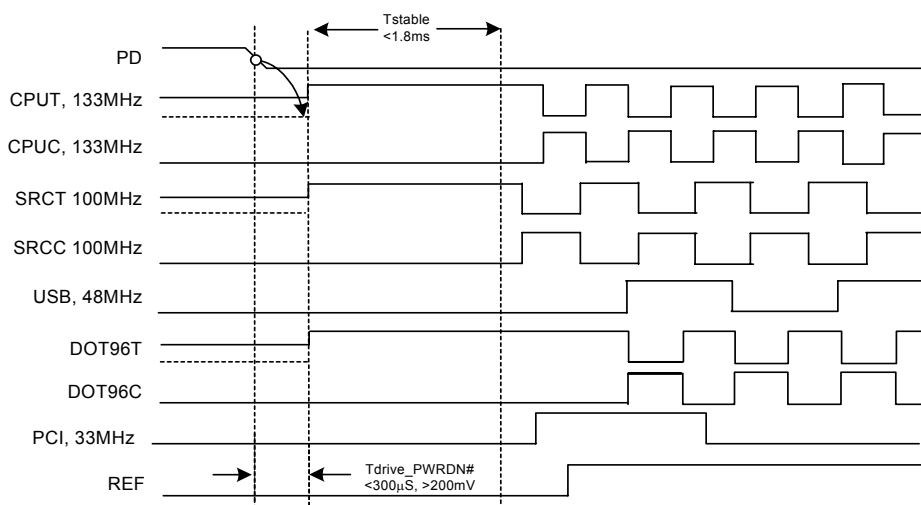 Tstable
<1.8ms
PD
CPUT, 133MHz
CPUC, 133MHz
SRCT 100MHz
SRCC 100MHz
USB, 48MHz
DOT96T
DOT96C
PCI, 33MHz
Tdrive_PWRDN#
<300μS, >200mV
REF